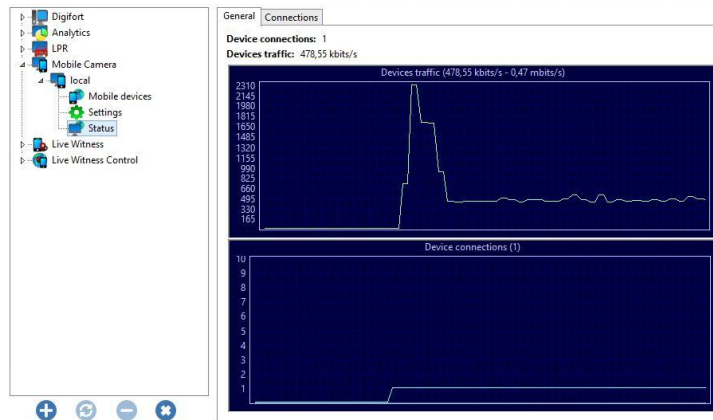 Digifort
Analytics
LPR
Mobile Camera
local
Mobile devices
Settings
Status
Live Witness
Live Witness Control
General Connections
Device connections: 1
Devices traffic: 478,55 kbits/s
Devices traffic (478,55 kbits/s - 0,47 mbits/s)
2310
2145
1980
1815
1650
1485
1320
1155
990
825
660
495
330
165
Device connections (1)
10
9
8
7
6
5
4
3
2
1